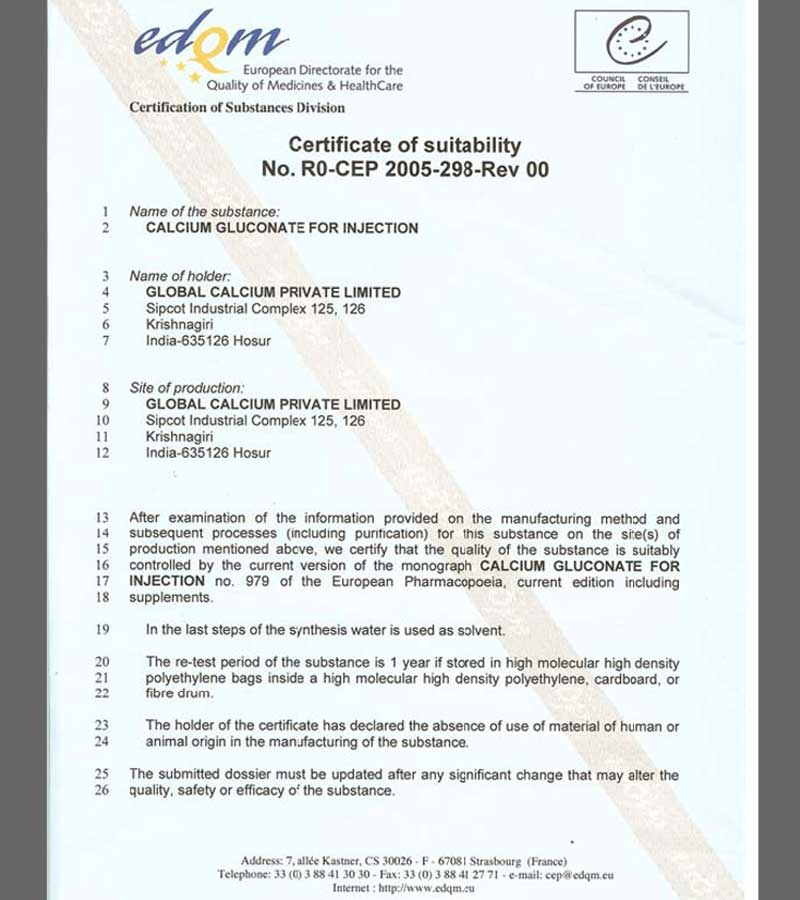 edqm
European Directorate for the
Quality of Medicines & HealthCare
COUNCIL OF EUROPE CONSEIL DE L'EUROPE
Certification of Substances Division
Certificate of suitability
No. R0-CEP 2005-298-Rev 00
1 Name of the substance:
2 CALCIUM GLUCONATE FOR INJECTION
3 Name of holder:
4 GLOBAL CALCIUM PRIVATE LIMITED
5 Sipcot Industrial Complex 125, 126
6 Krishnagiri
7 India-635126 Hosur
8 Site of production:
9 GLOBAL CALCIUM PRIVATE LIMITED
10 Sipcot Industrial Complex 125, 126
11 Krishnagiri
12 India-635126 Hosur
13 After examination of the information provided on the manufacturing method and
14 subsequent processes (including purification) for this substance on the site(s) of
15 production mentioned above, we certify that the quality of the substance is suitably
16 controlled by the current version of the monograph CALCIUM GLUCONATE FOR
17 INJECTION no. 979 of the European Pharmacopoeia, current edition including
18 supplements.
19 In the last steps of the synthesis water is used as solvent.
20 The re-test period of the substance is 1 year if stored in high molecular high density
21 polyethylene bags inside a high molecular high density polyethylene, cardboard, or
22 fibre drum.
23 The holder of the certificate has declared the absence of use of material of human or
24 animal origin in the manufacturing of the substance.
25 The submitted dossier must be updated after any significant change that may alter the
26 quality, safety or efficacy of the substance.
Address: 7, allée Kastner, CS 30026 - F - 67081 Strasbourg (France)
Telephone: 33 (0) 3 88 41 30 30 - Fax: 33 (0) 3 88 41 27 71 - e-mail: cep@edqm.eu
Internet : http://www.edqm.eu